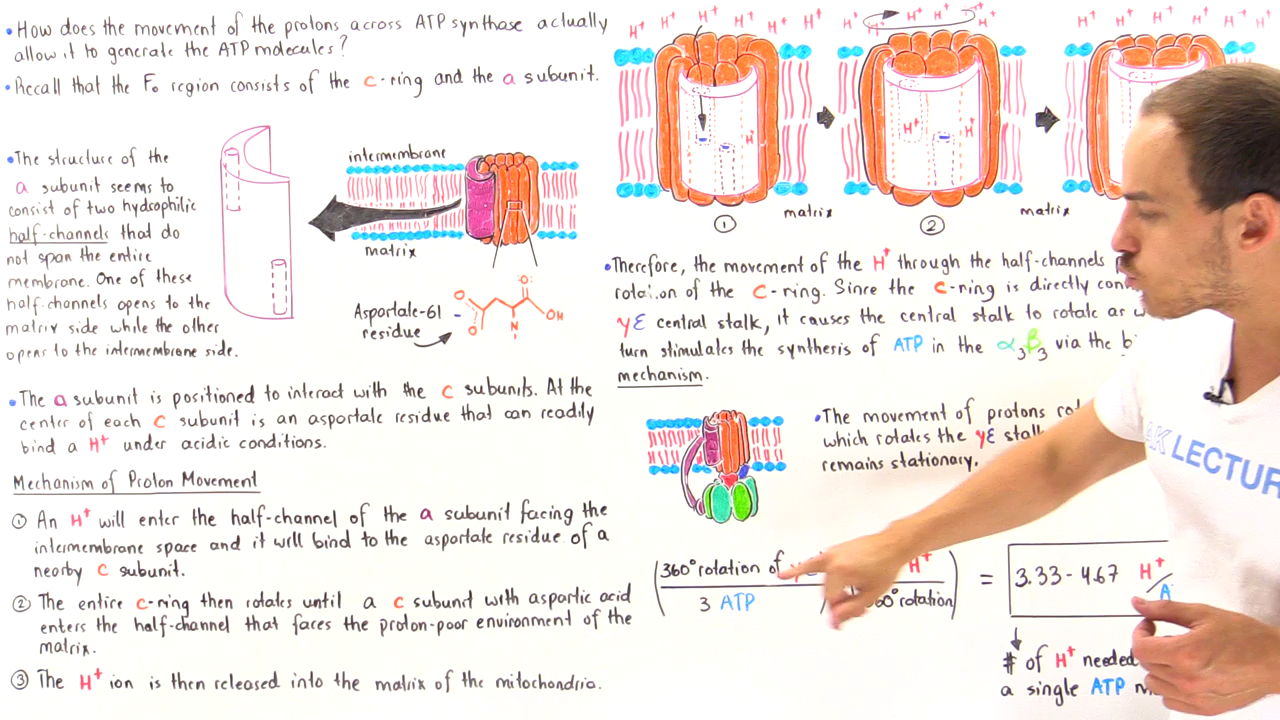 • How does the movement of the protons across ATP synthase actually
allow it to generate the ATP molecules?
• Recall that the F₀ region consists of the c-ring and the a subunit.
• The structure of the
a subunit seems to
consist of two hydrophilic
half-channels that do
not span the entire
membrane. One of these
half-channels opens to the
matrix side while the other
opens to the intermembrane side.
intermembrane
matrix
Aspartate-61
residue
O
O
-
O
:O:
OH
N
• The a subunit is positioned to interact with the c subunits. At the
center of each c subunit is an aspartate residue that can readily
bind a H⁺ under acidic conditions.
Mechanism of Proton Movement
① An H⁺ will enter the half-channel of the a subunit facing the
intermembrane space and it will bind to the aspartate residue of a
nearby c subunit.
② The entire c-ring then rotates until a c subunit with aspartic acid
enters the half-channel that faces the proton-poor environment of the
matrix.
③ The H⁺ ion is then released into the matrix of the mitochondria.
H⁺ H⁺ H⁺ H⁺ H⁺ H⁺ H⁺ H⁺ H⁺ H⁺ H⁺ H⁺ H⁺ H⁺ H⁺ H⁺ H⁺
H H⁺ H⁺
① matrix ② matrix
• Therefore, the movement of the H⁺ through the half-channels
rotation of the c-ring. Since the c-ring is directly
γε central stalk, it causes the central stalk to rotate as
turn stimulates the synthesis of ATP in the α₃β₃ via the
mechanism.
• The movement of protons
which rotates the γε
remains stationary.
(360° rotation of H⁺
3 ATP) 60° rotation)
= 3.33 - 4.67 H⁺/A
↓
# of H⁺ needed
a single ATP
AK LECTUR